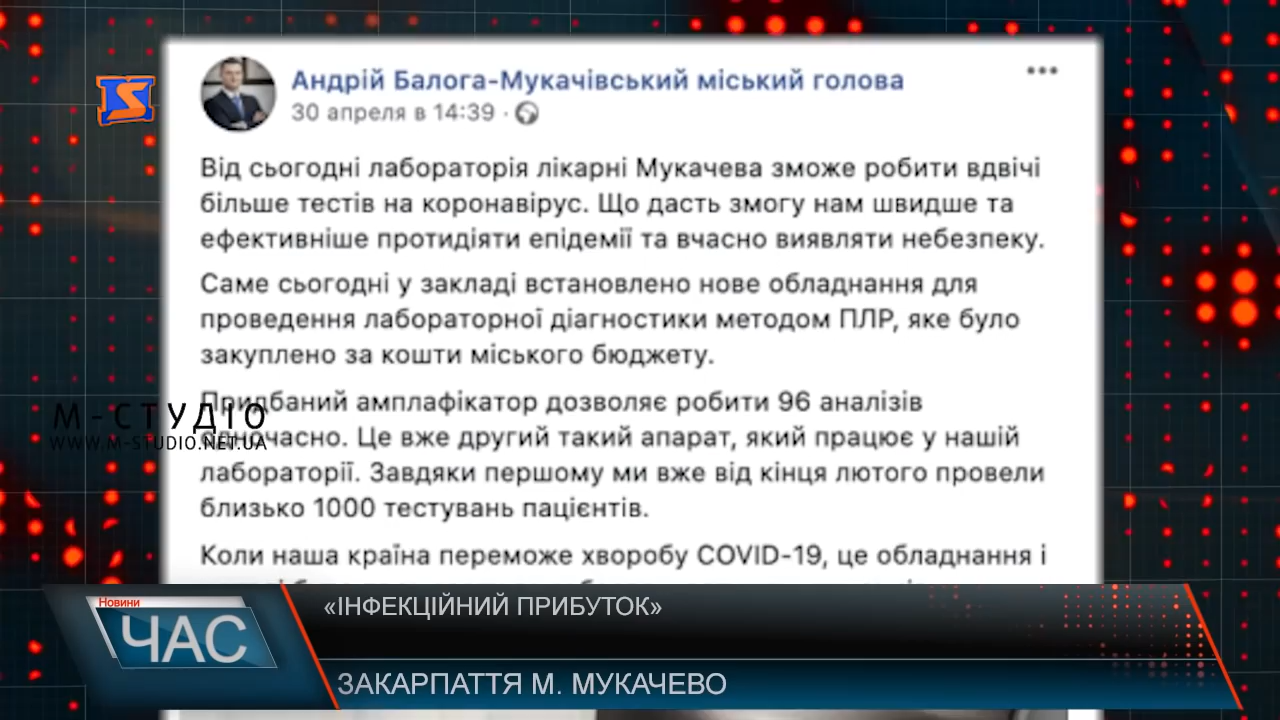 Андрій Балога-Мукачівський міський голова
30 апреля в 14:39 ·
Від сьогодні лабораторія лікарні Мукачева зможе робити вдвічі
більше тестів на коронавірус. Що дасть змогу нам швидше та
ефективніше протидіяти епідемії та вчасно виявляти небезпеку.
Саме сьогодні у закладі встановлено нове обладнання для
проведення лабораторної діагностики методом ПЛР, яке було
закуплено за кошти міського бюджету.
Придбаний амплафікатор дозволяє робити 96 аналізів
М-СТУДІО
одночасно. Це вже другий такий апарат, який працює у нашій
WWW.M-STUDIO.NET.UA
лабораторії. Завдяки першому ми вже від кінця лютого провели
близько 1000 тестувань пацієнтів.
Коли наша країна переможе хворобу COVID-19, це обладнання і
Новини
ЧАС
«ІНФЕКЦІЙНИЙ ПРИБУТОК»
ЗАКАРПАТТЯ М. МУКАЧЕВО